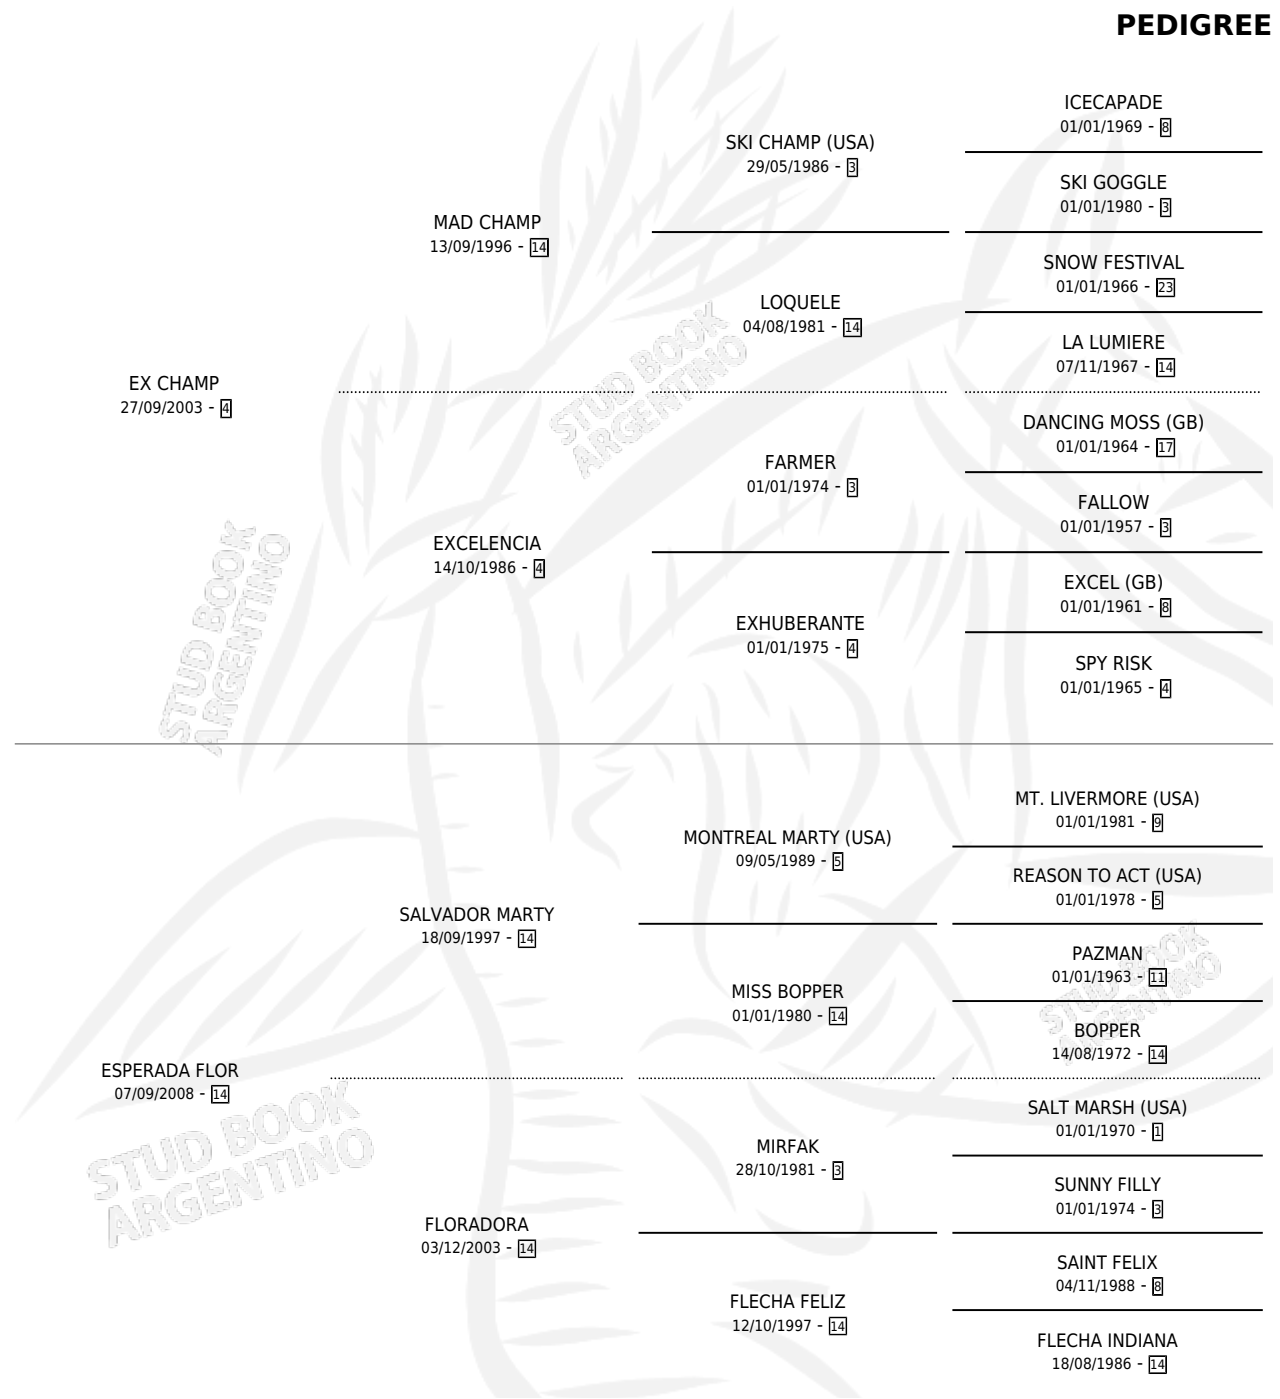 PEDIGREE
ICECAPADE
01/01/1969 - 8
SKI CHAMP (USA)
29/05/1986 - 3
SKI GOGGLE
01/01/1980 - 3
MAD CHAMP
13/09/1996 - 14
SNOW FESTIVAL
01/01/1966 - 23
LOQUELE
04/08/1981 - 14
LA LUMIERE
07/11/1967 - 14
EX CHAMP
27/09/2003 - 4
STUD BOOK
ARGENTINO
DANCING MOSS (GB)
01/01/1964 - 17
FARMER
01/01/1974 - 3
FALLOW
01/01/1957 - 3
EXCELENCIA
14/10/1986 - 4
EXCEL (GB)
01/01/1961 - 8
EXHUBERANTE
01/01/1975 - 4
SPY RISK
01/01/1965 - 4
STUD BOOK
ARGENTINO
MT. LIVERMORE (USA)
01/01/1981 - 9
MONTREAL MARTY (USA)
09/05/1989 - 5
REASON TO ACT (USA)
01/01/1978 - 5
SALVADOR MARTY
18/09/1997 - 14
PAZMAN
01/01/1963 - 11
MISS BOPPER
01/01/1980 - 14
STUD BOOK
ARGENTINO
BOPPER
14/08/1972 - 14
ESPERADA FLOR
07/09/2008 - 14
STUD BOOK
ARGENTINO
SALT MARSH (USA)
01/01/1970 - 1
MIRFAK
28/10/1981 - 3
SUNNY FILLY
01/01/1974 - 3
FLORADORA
03/12/2003 - 14
SAINT FELIX
04/11/1988 - 8
FLECHA FELIZ
12/10/1997 - 14
FLECHA INDIANA
18/08/1986 - 14